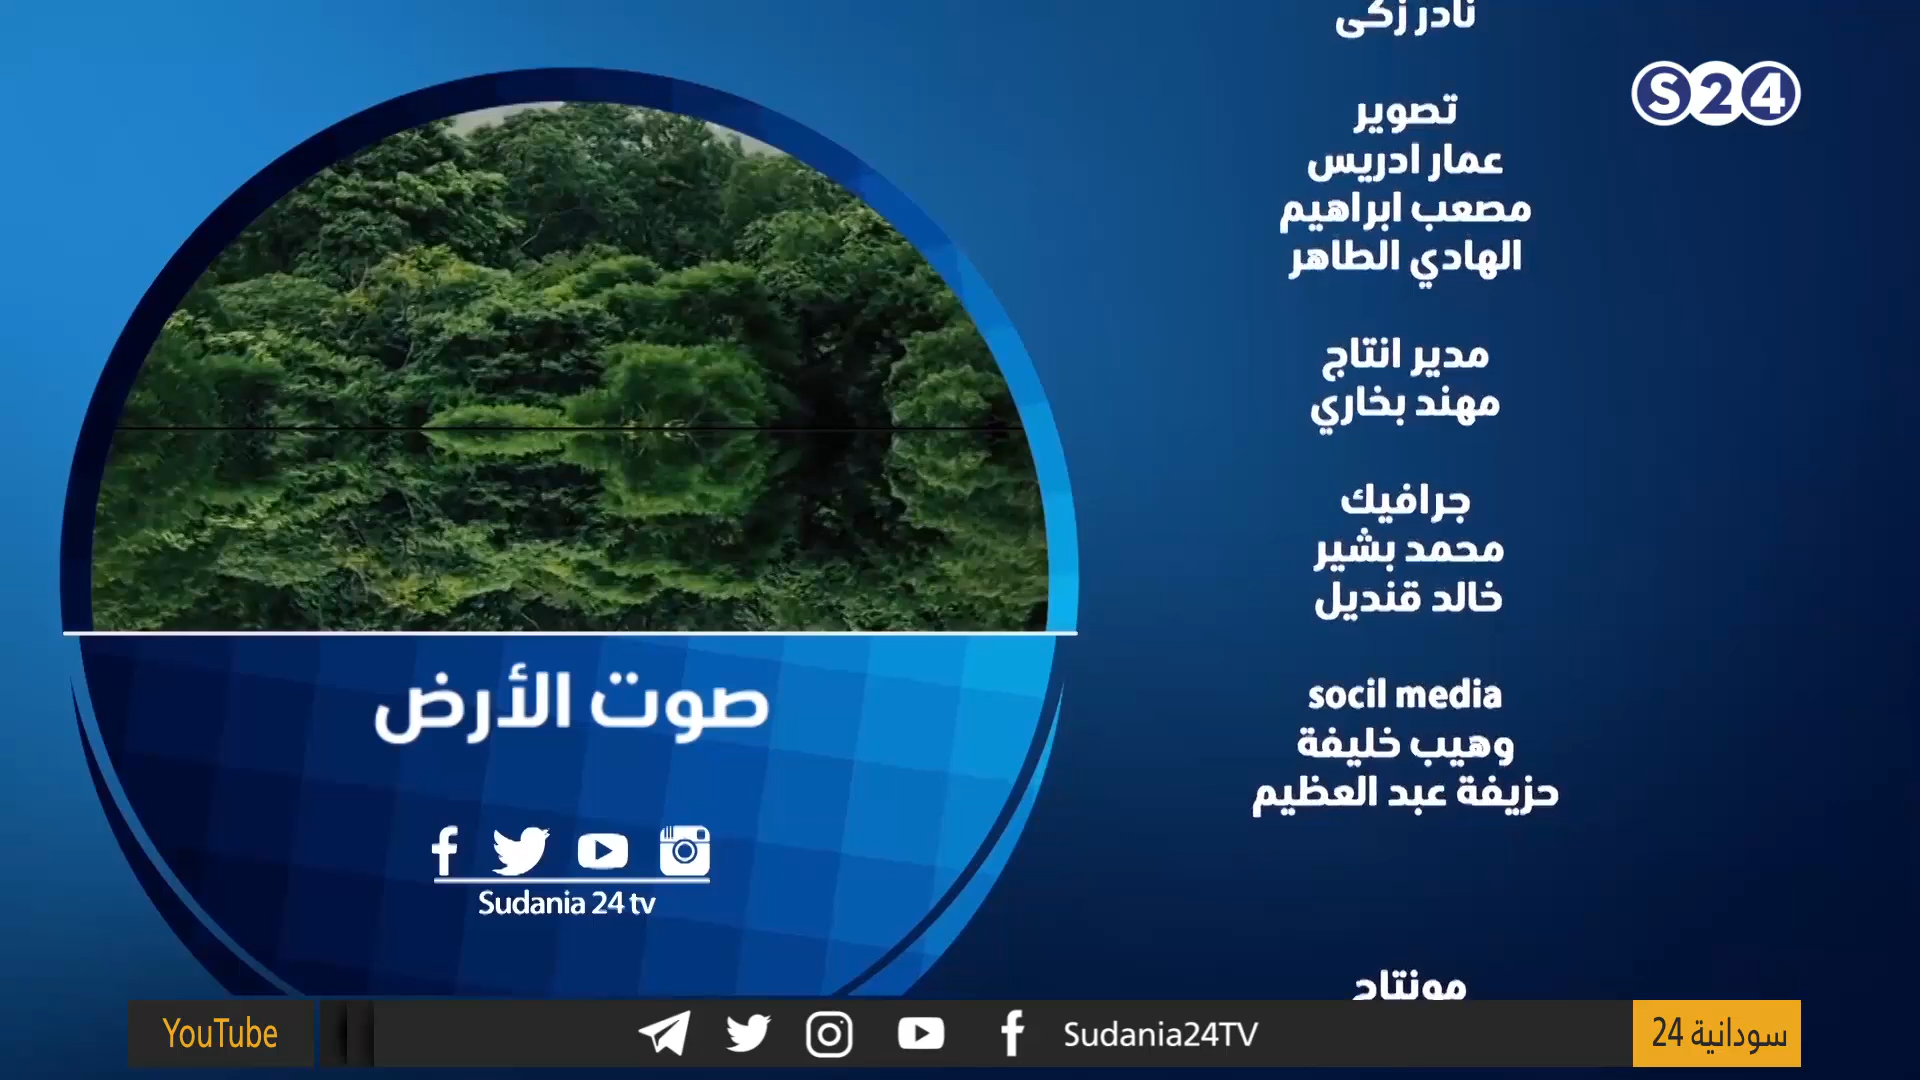 نادر زكى
S24
تصوير
عمار ادريس
مصعب ابراهيم
الهادي الطاهر
مدير انتاج
مهند بخاري
جرافيك
محمد بشير
خالد قنديل
socil media
وهيب خليفة
حزيفة عبد العظيم
مونتاج
صوت الأرض
Sudania 24 tv
YouTube
Sudania24TV
سودانية 24